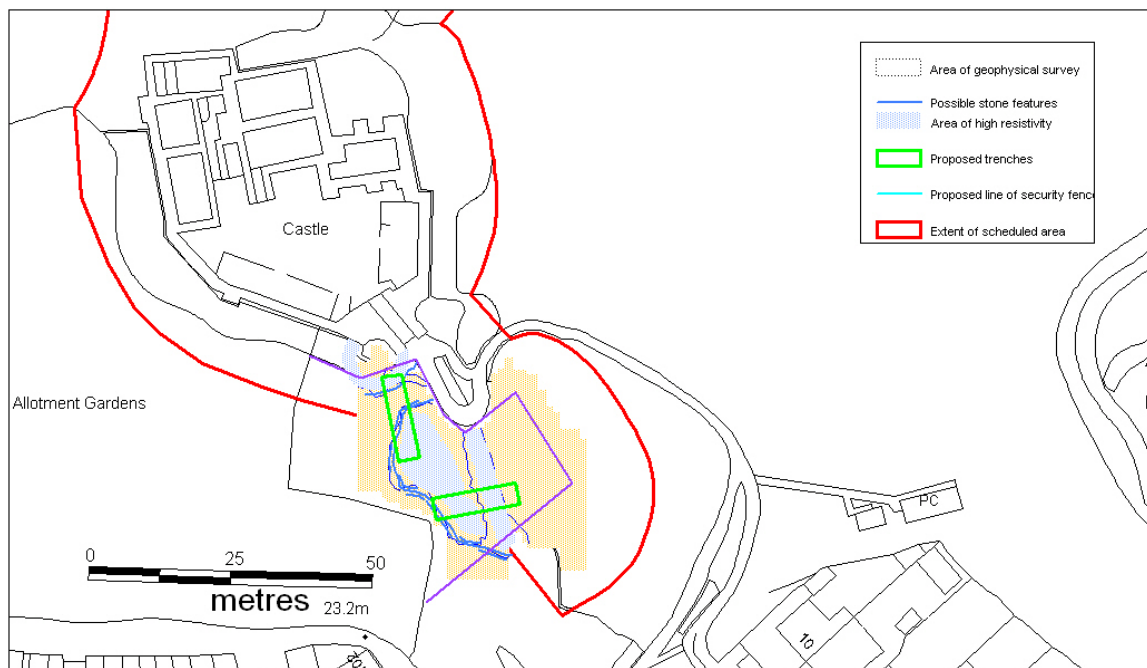 Area of geophysical survey
Possible stone features
Area of high resistivity
Proposed trenches
Proposed line of security fence
Extent of scheduled area
Castle
Allotment Gardens
PC
0 25 50
metres
23.2m
10